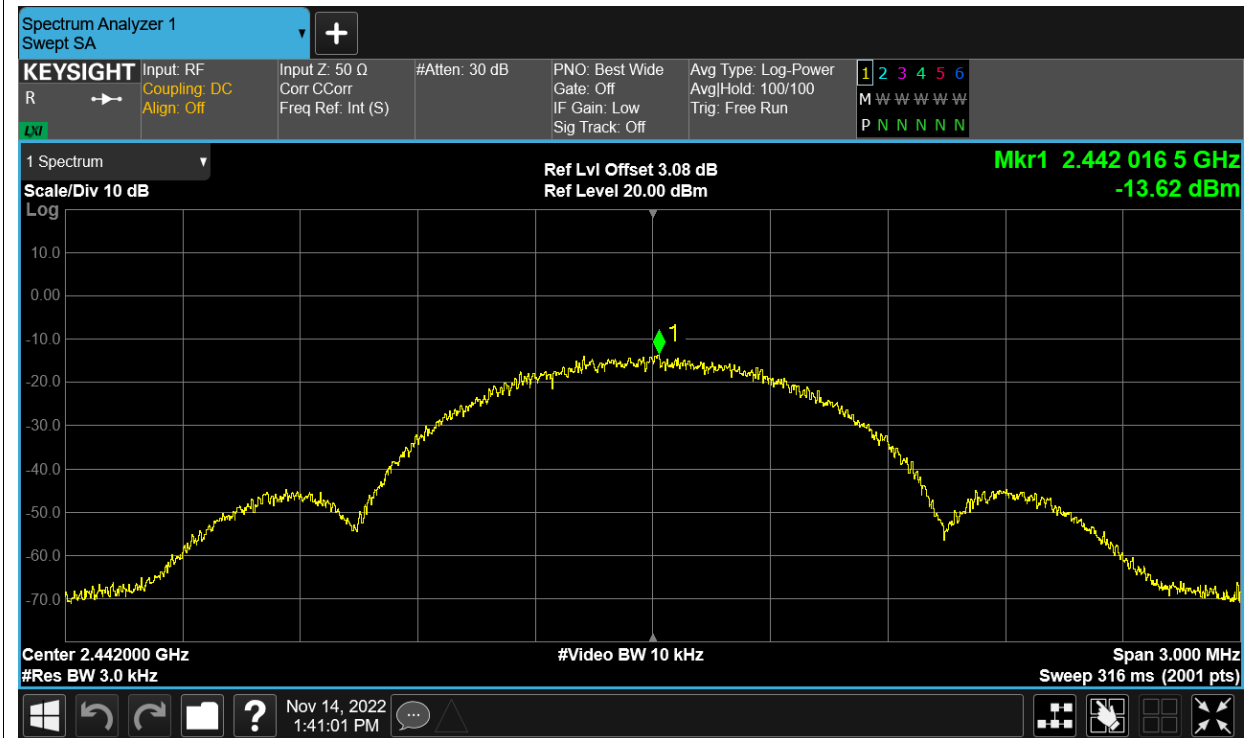 Spectrum Analyzer 1
Swept SA
+
KEYSIGHT
R
LXI
Input: RF
Coupling: DC
Align: Off
Input Z: 50 Ω
Corr CCorr
Freq Ref: Int (S)
#Atten: 30 dB
PNO: Best Wide
Gate: Off
IF Gain: Low
Sig Track: Off
Avg Type: Log-Power
Avg|Hold: 100/100
Trig: Free Run
1 2 3 4 5 6
M W W W W W
P N N N N N
1 Spectrum
Scale/Div 10 dB
Log
Ref Lvl Offset 3.08 dB
Ref Level 20.00 dBm
Mkr1 2.442 016 5 GHz
-13.62 dBm
10.0
0.00
-10.0
-20.0
-30.0
-40.0
-50.0
-60.0
-70.0
1
Center 2.442000 GHz
#Res BW 3.0 kHz
#Video BW 10 kHz
Span 3.000 MHz
Sweep 316 ms (2001 pts)
?
Nov 14, 2022
1:41:01 PM